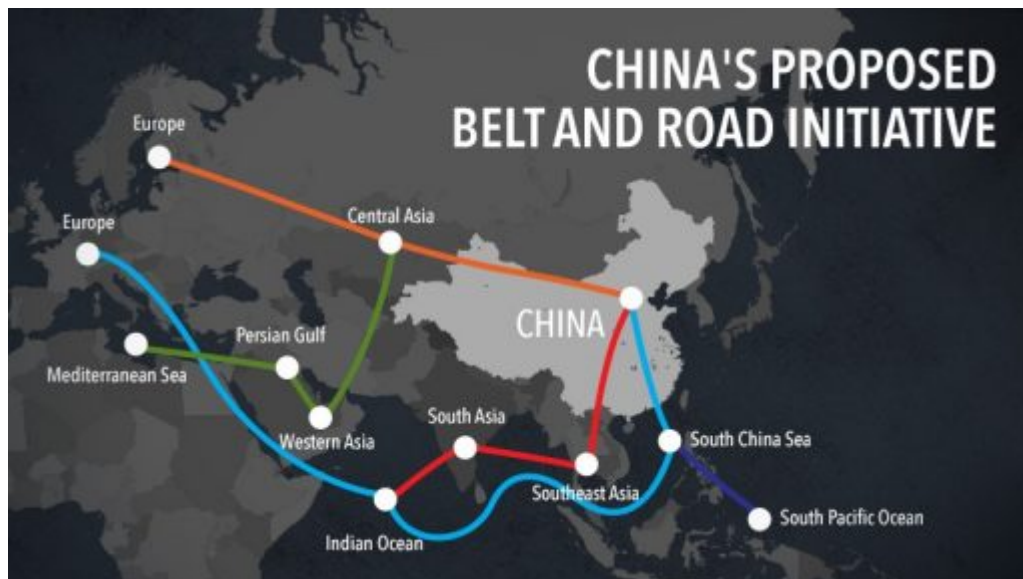 CHINA'S PROPOSED
BELT AND ROAD INITIATIVE
Europe
Central Asia
Europe
CHINA
Persian Gulf
Mediterranean Sea
South Asia
Western Asia
South China Sea
Southeast Asia
South Pacific Ocean
Indian Ocean